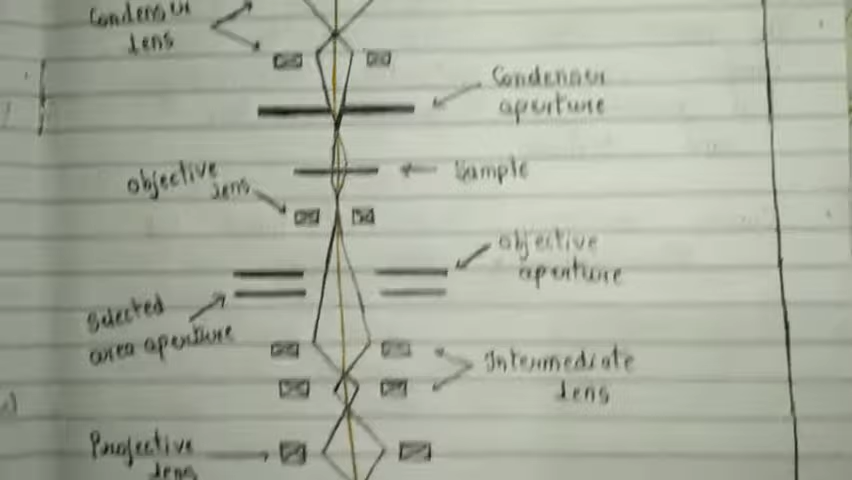 Condenser
lens
Condenser
aperture
Sample
Objective
lens
objective
aperture
Selected
area aperture
Intermediate
lens
Projective
lens